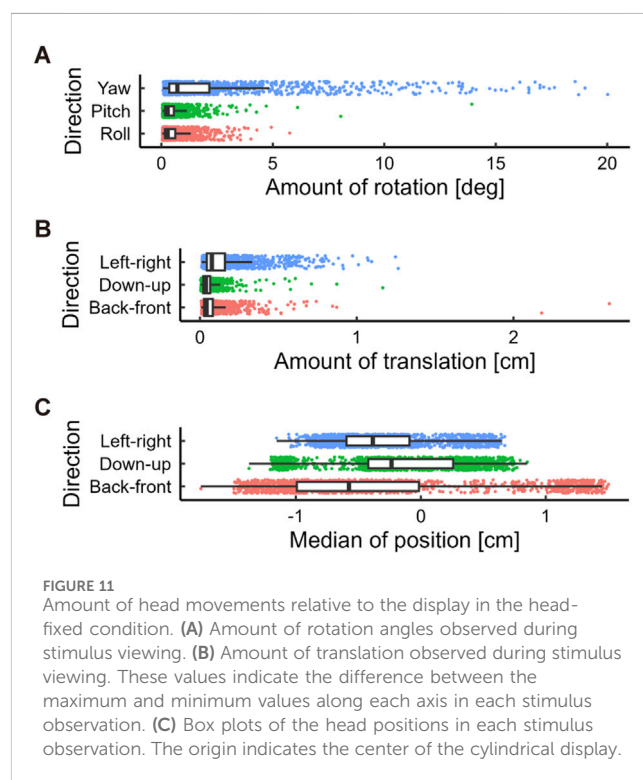 A
Direction
Yaw
Pitch
Roll
0 5 10 15 20
Amount of rotation [deg]
B
Direction
Left-right
Down-up
Back-front
0 1 2
Amount of translation [cm]
C
Direction
Left-right
Down-up
Back-front
-1 0 1
Median of position [cm]
FIGURE 11
Amount of head movements relative to the display in the head-
fixed condition. (A) Amount of rotation angles observed during
stimulus viewing. (B) Amount of translation observed during stimulus
viewing. These values indicate the difference between the
maximum and minimum values along each axis in each stimulus
observation. (C) Box plots of the head positions in each stimulus
observation. The origin indicates the center of the cylindrical display.